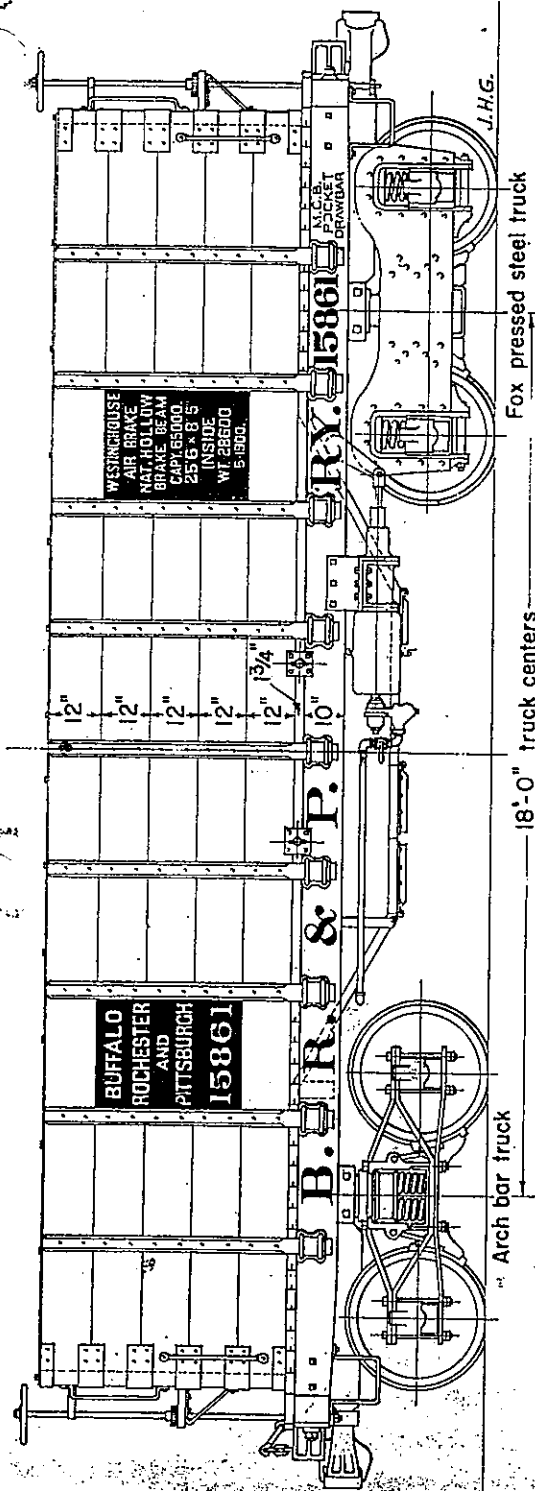 BUFFALO
ROCHESTER
AND
PITTSBURGH
15861
WESTINGHOUSE
AIR BRAKE
NAT. HOLLOW
BRAKE BEAM
CAPY. 65000.
25'6 × 8'5"
INSIDE
WT. 28600
5.1900.
12"
12"
12"
12"
12"
1 3/4"
10"
B. R. & P. RY. 15861
M.C.B.
POCKET
DRAWBAR
J.H.G.
Arch bar truck
18'-0" truck centers
Fox pressed steel truck